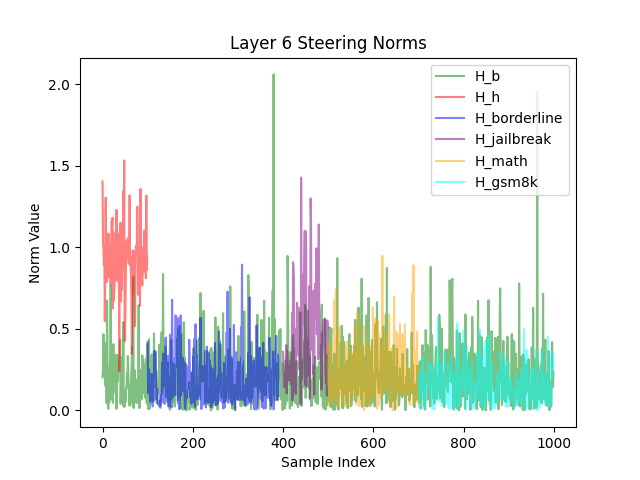 Layer 6 Steering Norms
Norm Value
2.0
1.5
1.0
0.5
0.0
H_b
H_h
H_borderline
H_jailbreak
H_math
H_gsm8k
0
200
400
600
800
1000
Sample Index